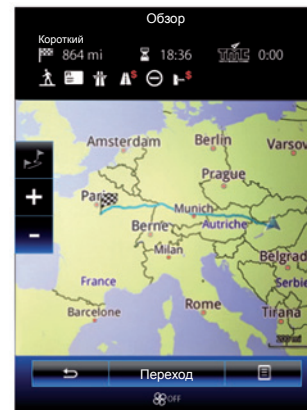 Обзор
Короткий
864 mi 18:36 TMC 0:00
Amsterdam Berlin Varsov
Prague
Paris
Munich
Berne Autriche
Milan
Belgrad
France Serbie
Rome Tirana
Barcelone
Переход
OFF